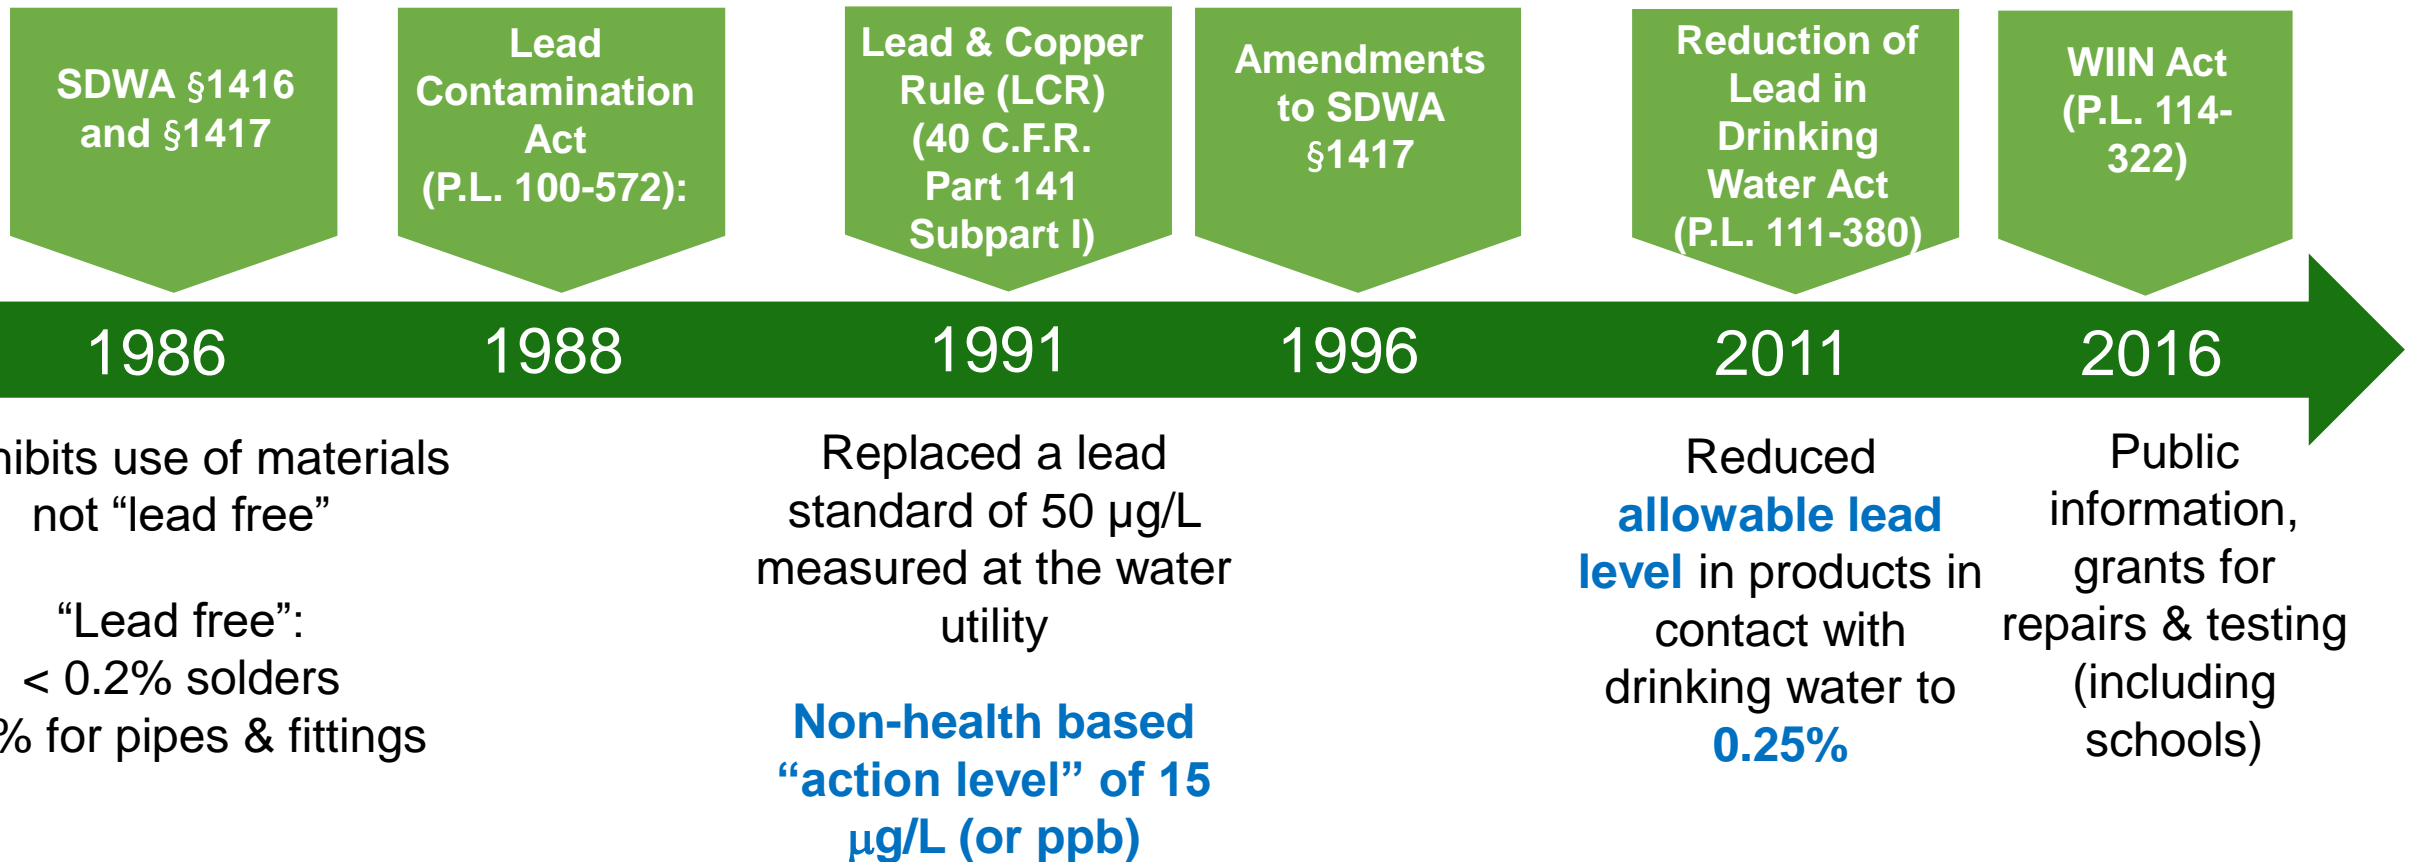 SDWA §1416
and §1417
Lead
Contamination
Act
(P.L. 100-572):
Lead & Copper
Rule (LCR)
(40 C.F.R.
Part 141
Subpart I)
Amendments
to SDWA
§1417
Reduction of
Lead in
Drinking
Water Act
(P.L. 111-380)
WIIN Act
(P.L. 114-
322)
1986
1988
1991
1996
2011
2016
use of materials
not “lead free”
“Lead free”:
< 0.2% solders
% for pipes & fittings
Replaced a lead
standard of 50 µg/L
measured at the water
utility
Non-health based
“action level” of 15
µg/L (or ppb)
Reduced
allowable lead
level in products in
contact with
drinking water to
0.25%
Public
information,
grants for
repairs & testing
(including
schools)